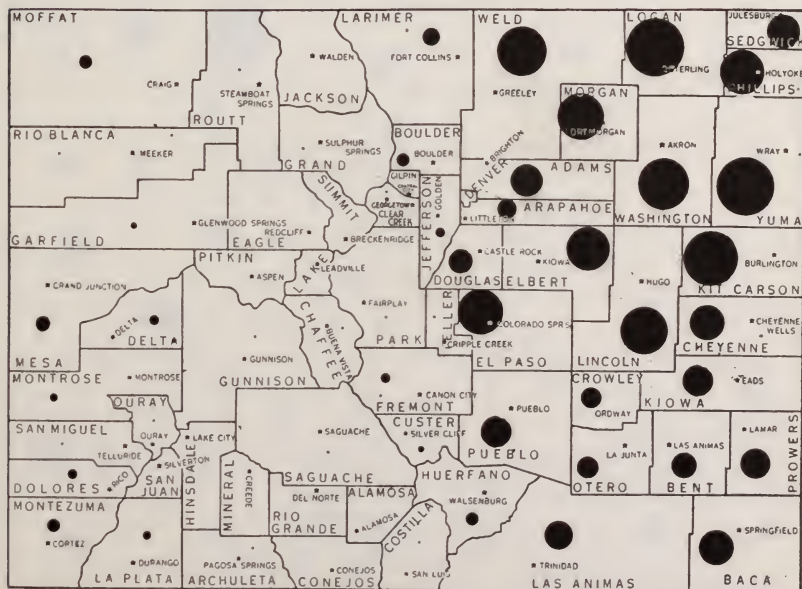 MOFFAT
LARIMER
WELD
LOGAN
JULESBURG
SEDGWICK
WALDEN
FORT COLLINS
CRAIG
STEAMBOAT
SPRINGS
HOLYOKE
PHILLIPS
JACKSON
GREELEY
MORGAN
ROUTT
RIO BLANCA
SULPHUR
SPRINGS
BOULDER
AKRON
WRAY
MEEKER
GRAND
BOULDER
BRIGHTON
GILPIN
DENVER
ADAMS
SUMMIT
CENTRAL
CITY
GOLDEN
GEORGETOWN
CLEAR
CREEK
JEFFERSON
ARAPAHOE
WASHINGTON
YUMA
LITTLETON
GLENWOOD SPRINGS
REDCLIFF
GARFIELD
EAGLE
BRECKENRIDGE
PITKIN
CASTLE ROCK
KIOWA
BURLINGTON
ASPEN
LAKE
LEADVILLE
DOUGLAS
ELBERT
HUGO
KIT CARSON
GRAND JUNCTION
FAIRPLAY
CHAFFEE
BUENA VISTA
TELLER
COLORADO SPRS
CHEYENNE
WELLS
DELTA
DELTA
PARK
CRIPPLE CREEK
MESA
GUNNISON
EL PASO
LINCOLN
CHEYENNE
MONTROSE
MONTROSE
GUNNISON
CROWLEY
KIOWA
EADS
OURAY
CANON CITY
FREMONT
PUEBLO
ORDWAY
CUSTER
SAN MIGUEL
OURAY
LAKE CITY
SAGUACHE
SILVER CLIFF
PUEBLO
LA JUNTA
LAS ANIMAS
LAMAR
PROWERS
TELLURIDE
SILVERTON
DOLORES
RICO
SAN
JUAN
HINSDALE
MINERAL
CREEDE
SAGUACHE
HUERFANO
OTERO
BENT
DEL NORTE
ALAMOSA
MONTEZUMA
RIO
GRANDE
WALSENBURG
CORTEZ
ALAMOSA
COSTILLA
SPRINGFIELD
DURANGO
PAGOSA SPRINGS
CONEJOS
SAN LUIS
TRINIDAD
LA PLATA
ARCHULETA
CONEJOS
LAS ANIMAS
BACA